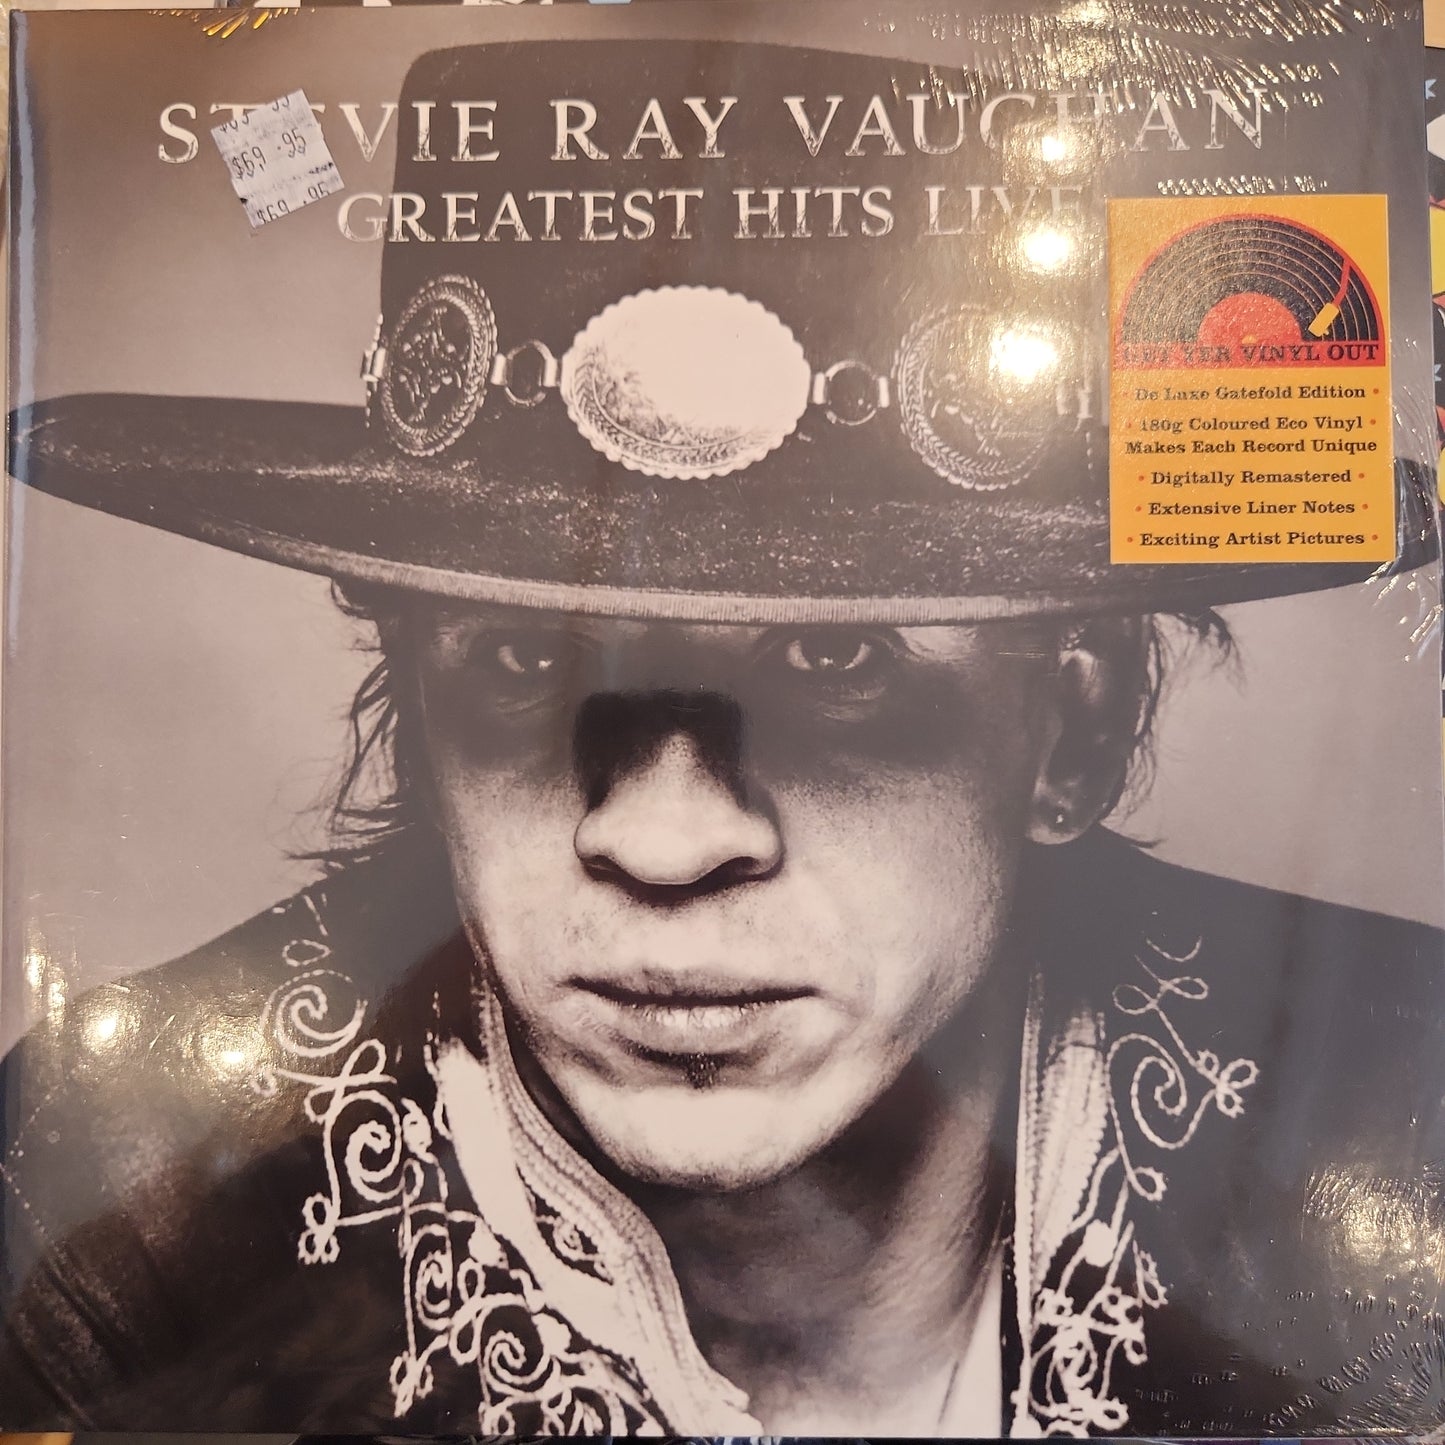 STEVIE RAY VAUGHAN
GREATEST HITS LIVE
$69.95
$69.95
GET YER VINYL OUT
• De Luxe Gatefold Edition •
• 180g Coloured Eco Vinyl •
Makes Each Record Unique
• Digitally Remastered •
• Extensive Liner Notes •
• Exciting Artist Pictures •